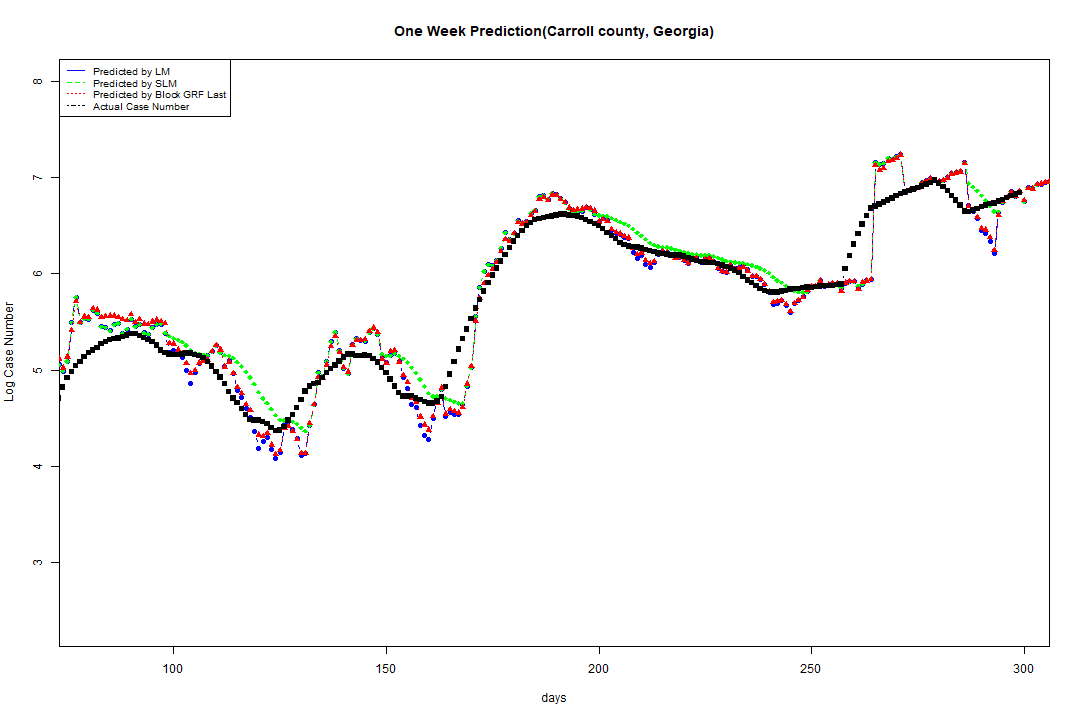 One Week Prediction(Carroll county, Georgia)
Predicted by LM
Predicted by SLM
Predicted by Block GRF Last
Actual Case Number
8
7
6
5
4
3
Log Case Number
100 150 200 250 300
days